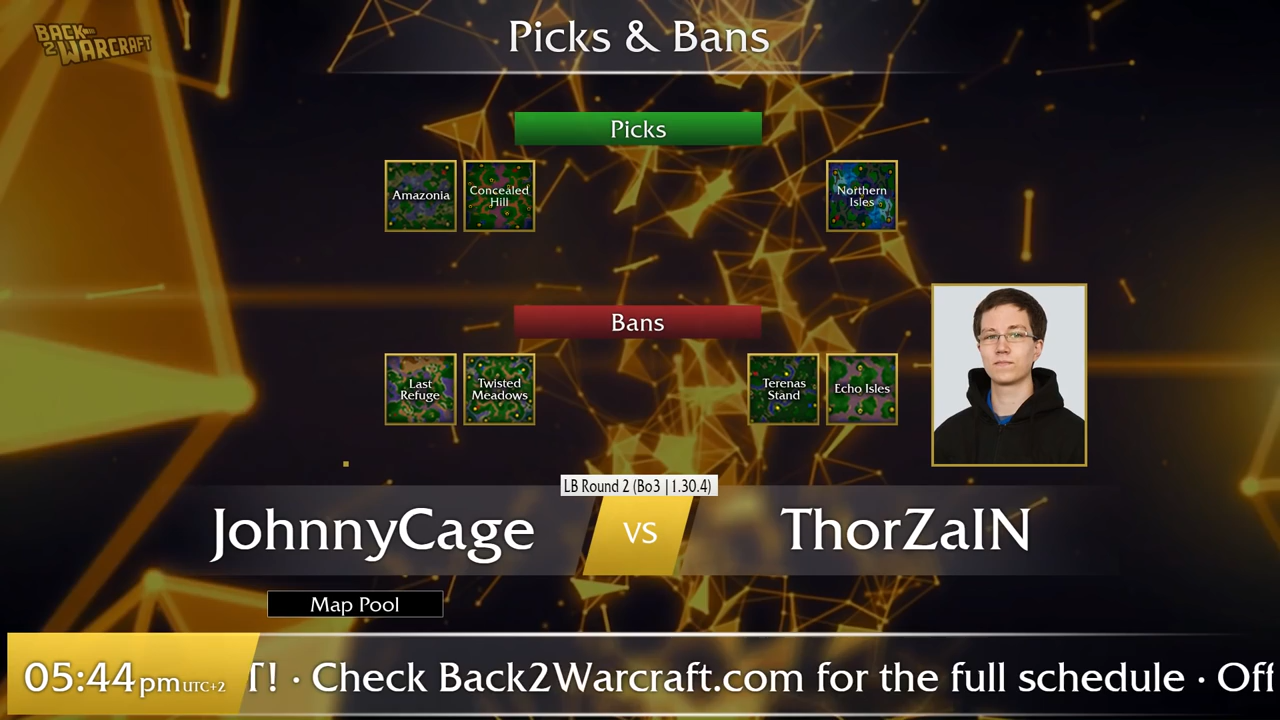 BACK 2 WARCRAFT
Picks & Bans
Picks
Amazonia
Concealed
Hill
Northern
Isles
Bans
Last
Refuge
Twisted
Meadows
Terenas
Stand
Echo Isles
LB Round 2 (Bo3 | 1.30.4)
JohnnyCage
VS
ThorZaIN
Map Pool
05:44pm UTC+2
T! · Check Back2Warcraft.com for the full schedule · Off